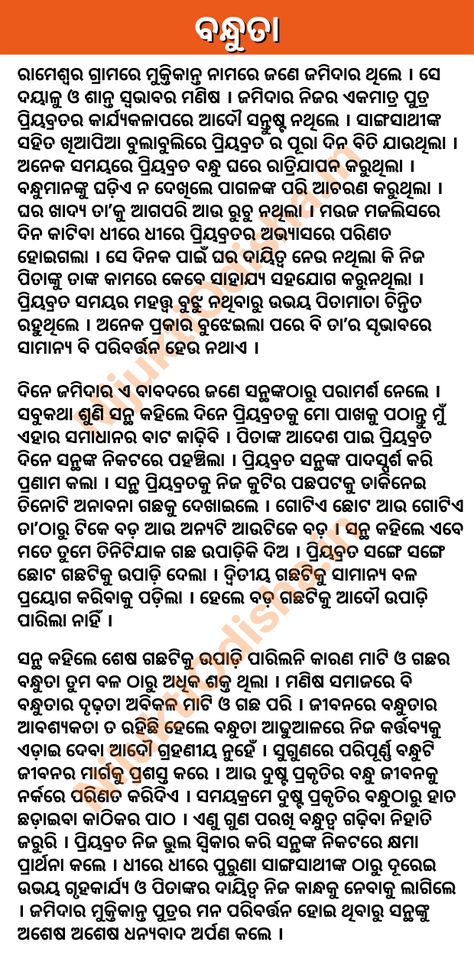 ବନ୍ଧୁତା
ରାମେଶ୍ୱର ଗ୍ରାମରେ ମୁକ୍ତିକାନ୍ତ ନାମରେ ଜଣେ ଜମିଦାର ଥିଲେ । ସେ
ଦୟାଳୁ ଓ ଶାନ୍ତ ସ୍ବଭାବର ମଣିଷ । ଜମିଦାର ନିଜର ଏକମାତ୍ର ପୁତ୍ର
ପ୍ରିୟବ୍ରତର କାର୍ଯ୍ୟକଳାପରେ ଆଦୌ ସନ୍ତୁଷ୍ଟ ନଥିଲେ । ସାଙ୍ଗସାଥୀଙ୍କ
ସହିତ ଖିଆପିଆ ବୁଲାବୁଲିରେ ପ୍ରିୟବ୍ରତ ର ପୂରା ଦିନ ବିତି ଯାଉଥିଲା ।
ଅନେକ ସମୟରେ ପ୍ରିୟବ୍ରତ ବନ୍ଧୁ ଘରେ ରାତ୍ରିଯାପନ କରୁଥିଲା ।
ବନ୍ଧୁମାନଙ୍କୁ ଘଡ଼ିଏ ନ ଦେଖିଲେ ପାଗଳଙ୍କ ପରି ଆଚରଣ କରୁଥିଲା ।
ଘର ଖାଦ୍ୟ ତା'କୁ ଆଗପରି ଆଉ ରୁଚୁ ନଥିଲା । ମଉଜ ମଜଲିସରେ
ଦିନ କାଟିବା ଧୀରେ ଧୀରେ ପ୍ରିୟବ୍ରତର ଅଭ୍ୟାସରେ ପରିଣତ
ହୋଇଗଲା । ସେ ଦିନକ ପାଇଁ ଘର ଦାୟିତ୍ୱ ନେଉ ନଥିଲା କି ନିଜ
ପିତାଙ୍କୁ ତାଙ୍କ କାମରେ କେବେ ସାହାଯ୍ୟ ସହଯୋଗ କରୁନଥିଲା ।
ପ୍ରିୟବ୍ରତ ସମୟର ମହତ୍ତ୍ୱ ବୁଝୁ ନଥିବାରୁ ଉଭୟ ପିତାମାତା ଚିନ୍ତିତ
ରହୁଥିଲେ । ଅନେକ ପ୍ରକାର ବୁଝେଇଲା ପରେ ବି ତା'ର ସ୍ୱଭାବରେ
ସାମାନ୍ୟ ବି ପରିବର୍ତ୍ତନ ହେଉ ନଥାଏ ।
ଦିନେ ଜମିଦାର ଏ ବାବଦରେ ଜଣେ ସନ୍ଥଙ୍କଠାରୁ ପରାମର୍ଶ ନେଲେ ।
ସବୁକଥା ଶୁଣି ସନ୍ଥ କହିଲେ ଦିନେ ପ୍ରିୟବ୍ରତକୁ ମୋ ପାଖକୁ ପଠାନ୍ତୁ ମୁଁ
ଏହାର ସମାଧାନର ବାଟ କାଢ଼ିବି । ପିତାଙ୍କ ଆଦେଶ ପାଇ ପ୍ରିୟବ୍ରତ
ଦିନେ ସନ୍ଥଙ୍କ ନିକଟରେ ପହଞ୍ଚିଲା । ପ୍ରିୟବ୍ରତ ସନ୍ଥଙ୍କ ପାଦସ୍ପର୍ଶ କରି
ପ୍ରଣାମ କଲା । ସନ୍ଥ ପ୍ରିୟବ୍ରତକୁ ନିଜ କୁଟିର ପଛପଟକୁ ଡାକିନେଇ
ତିନୋଟି ଅନାବନା ଗଛକୁ ଦେଖାଇଲେ । ଗୋଟିଏ ଛୋଟ ଆଉ ଗୋଟିଏ
ତା'ଠାରୁ ଟିକେ ବଡ଼ ଆଉ ଅନ୍ୟଟି ଆଉଟିକେ ବଡ଼ । ସନ୍ଥ କହିଲେ ଏବେ
ମତେ ତୁମେ ତିନିଟିଯାକ ଗଛ ଉପାଡ଼ିକି ଦିଅ । ପ୍ରିୟବ୍ରତ ସଙ୍ଗେ ସଙ୍ଗେ
ଛୋଟ ଗଛଟିକୁ ଉପାଡ଼ି ଦେଲା । ଦ୍ଵିତୀୟ ଗଛଟିକୁ ସାମାନ୍ୟ ବଳ
ପ୍ରୟୋଗ କରିବାକୁ ପଡ଼ିଲା । ହେଲେ ବଡ଼ ଗଛଟିକୁ ଆଦୌ ଉପାଡ଼ି
ପାରିଲା ନାହିଁ ।
ସନ୍ଥ କହିଲେ ଶେଷ ଗଛଟିକୁ ଉପାଡ଼ି ପାରିଲନି କାରଣ ମାଟି ଓ ଗଛର
ବନ୍ଧୁତା ତୁମ ବଳ ଠାରୁ ଅଧିକ ଶକ୍ତ ଥିଲା । ମଣିଷ ସମାଜରେ ବି
ବନ୍ଧୁତାର ଦୃଢ଼ତା ଅବିକଳ ମାଟି ଓ ଗଛ ପରି । ଜୀବନରେ ବନ୍ଧୁତାର
ଆବଶ୍ୟକତା ତ ରହିଛି ହେଲେ ବନ୍ଧୁତା ଆଢୁଆଳରେ ନିଜ କର୍ତ୍ତବ୍ୟକୁ
ଏଡ଼ାଇ ଦେବା ଆଦୌ ଗ୍ରହଣୀୟ ନୁହେଁ । ସୁଗୁଣରେ ପରିପୂର୍ଣ୍ଣ ବନ୍ଧୁଟି
ଜୀବନର ମାର୍ଗକୁ ପ୍ରଶସ୍ତ କରେ । ଆଉ ଦୁଷ୍ଟ ପ୍ରକୃତିର ବନ୍ଧୁ ଜୀବନକୁ
ନର୍କରେ ପରିଣତ କରିଦିଏ । ସମୟକ୍ରମେ ଦୁଷ୍ଟ ପ୍ରକୃତିର ବନ୍ଧୁଠାରୁ ହାତ
ଛଡ଼ାଇବା କାଠିକର ପାଠ । ଏଣୁ ଗୁଣ ପରଖି ବନ୍ଧୁତ୍ୱ ଗଢ଼ିବା ନିହାତି
ଜରୁରି । ପ୍ରିୟବ୍ରତ ନିଜ ଭୁଲ ସ୍ୱିକାର କରି ସନ୍ଥଙ୍କ ନିକଟରେ କ୍ଷମା
ପ୍ରାର୍ଥନା କଲେ । ଧୀରେ ଧୀରେ ପୁରୁଣା ସାଙ୍ଗସାଥୀଙ୍କ ଠାରୁ ଦୂରେଇ
ଉଭୟ ଗୃହକାର୍ଯ୍ୟ ଓ ପିତାଙ୍କର ଦାୟିତ୍ୱ ନିଜ କାନ୍ଧକୁ ନେବାକୁ ଲାଗିଲେ
। ଜମିଦାର ମୁକ୍ତିକାନ୍ତ ପୁତ୍ରର ମନ ପରିବର୍ତ୍ତନ ହୋଇ ଥିବାରୁ ସନ୍ଥଙ୍କୁ
ଅଶେଷ ଅଶେଷ ଧନ୍ୟବାଦ ଅର୍ପଣ କଲେ ।
Nijuktiodisha.in
Nijuktiodisha.in